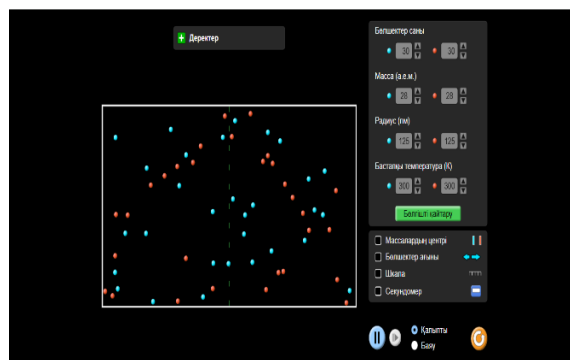 Деректер
Бөлшектер саны
30 30
Масса (а.е.м.)
28 28
Радиус (пм)
125 125
Бастапқы температура (К)
300 300
Бөлгішті қайтару
Массалардың центрі
Бөлшектер ағыны
Шкала
Секундомер
Қалыпты
Баяу